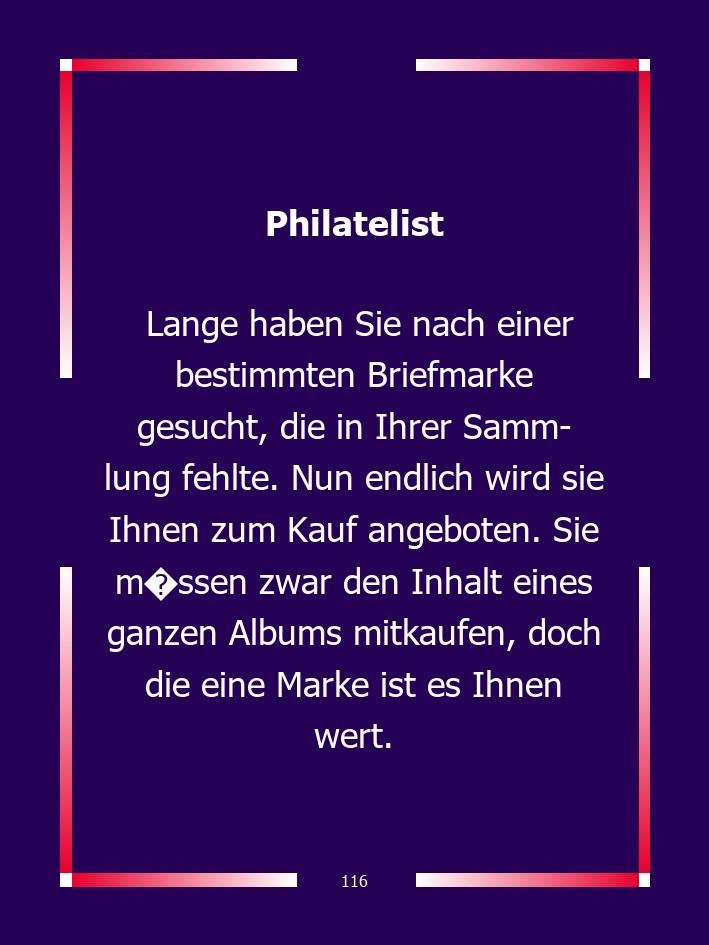 Philatelist
Lange haben Sie nach einer
bestimmten Briefmarke
gesucht, die in Ihrer Samm-
lung fehlte. Nun endlich wird sie
Ihnen zum Kauf angeboten. Sie
m�ssen zwar den Inhalt eines
ganzen Albums mitkaufen, doch
die eine Marke ist es Ihnen
wert.
116